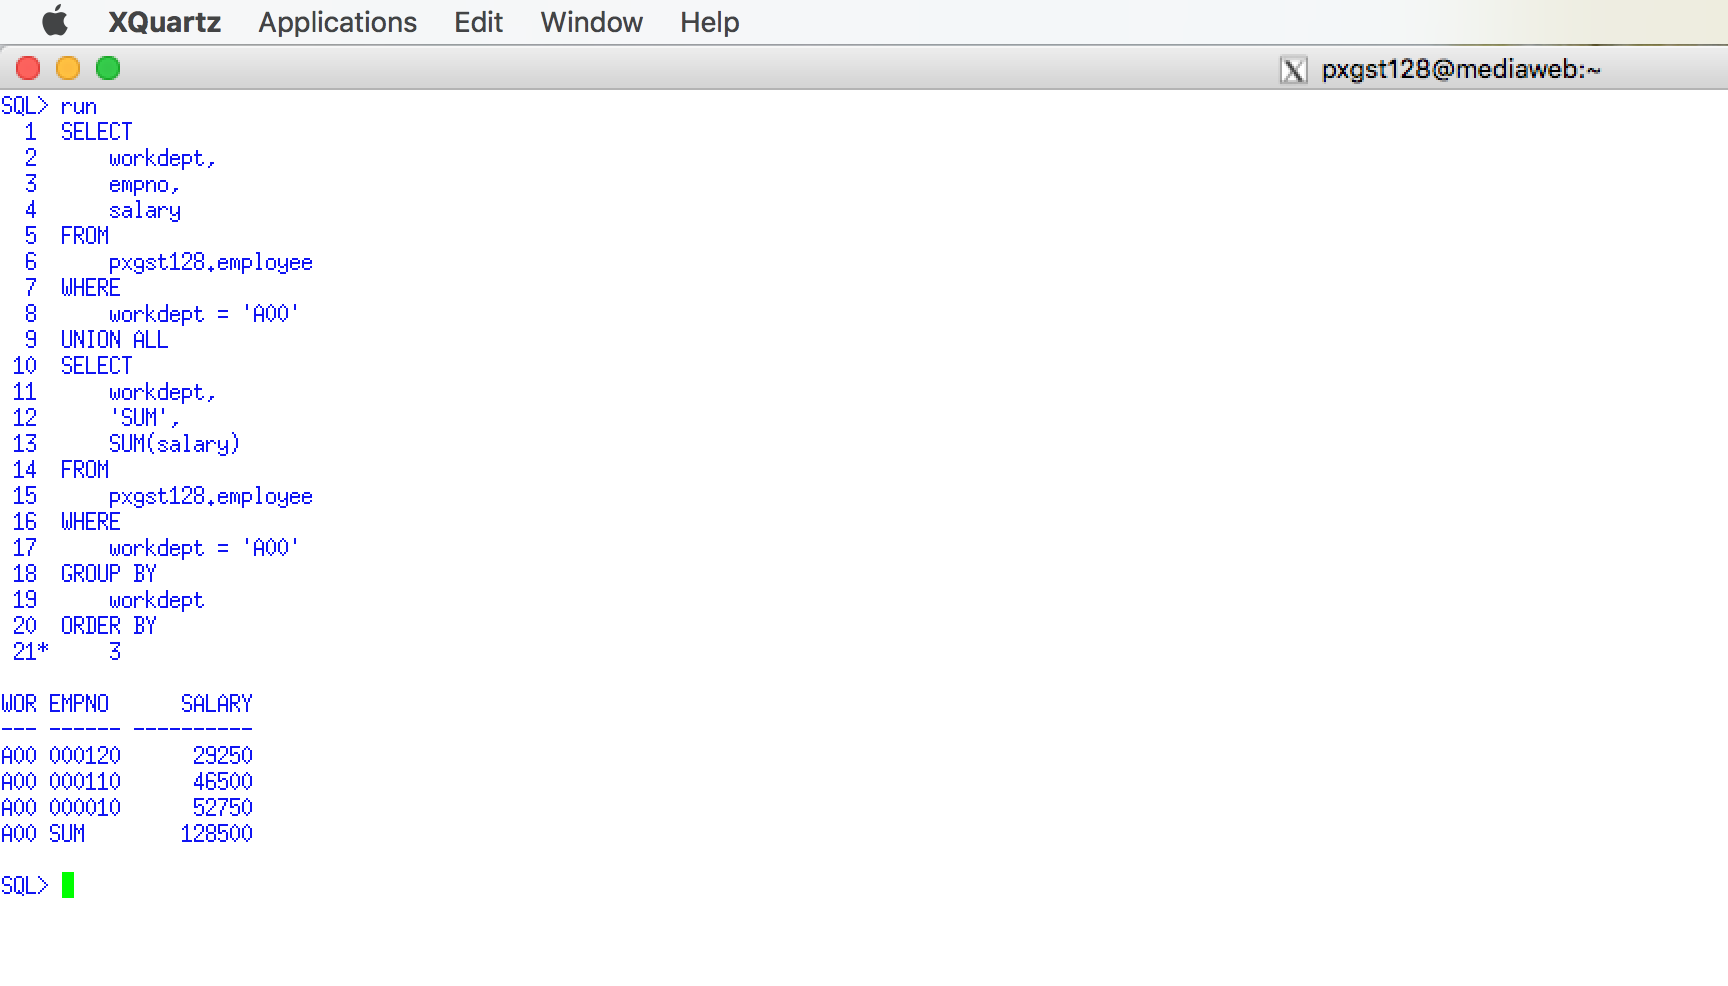 XQuartz Applications Edit Window Help
pxgst128@mediaweb:~
SQL> run
  1  SELECT
  2      workdept,
  3      empno,
  4      salary
  5  FROM
  6      pxgst128.employee
  7  WHERE
  8      workdept = 'A00'
  9  UNION ALL
 10  SELECT
 11      workdept,
 12      'SUM',
 13      SUM(salary)
 14  FROM
 15      pxgst128.employee
 16  WHERE
 17      workdept = 'A00'
 18  GROUP BY
 19      workdept
 20  ORDER BY
 21*     3
WOR EMPNO      SALARY
--- ------ ----------
A00 000120      29250
A00 000110      46500
A00 000010      52750
A00 SUM        128500
SQL>